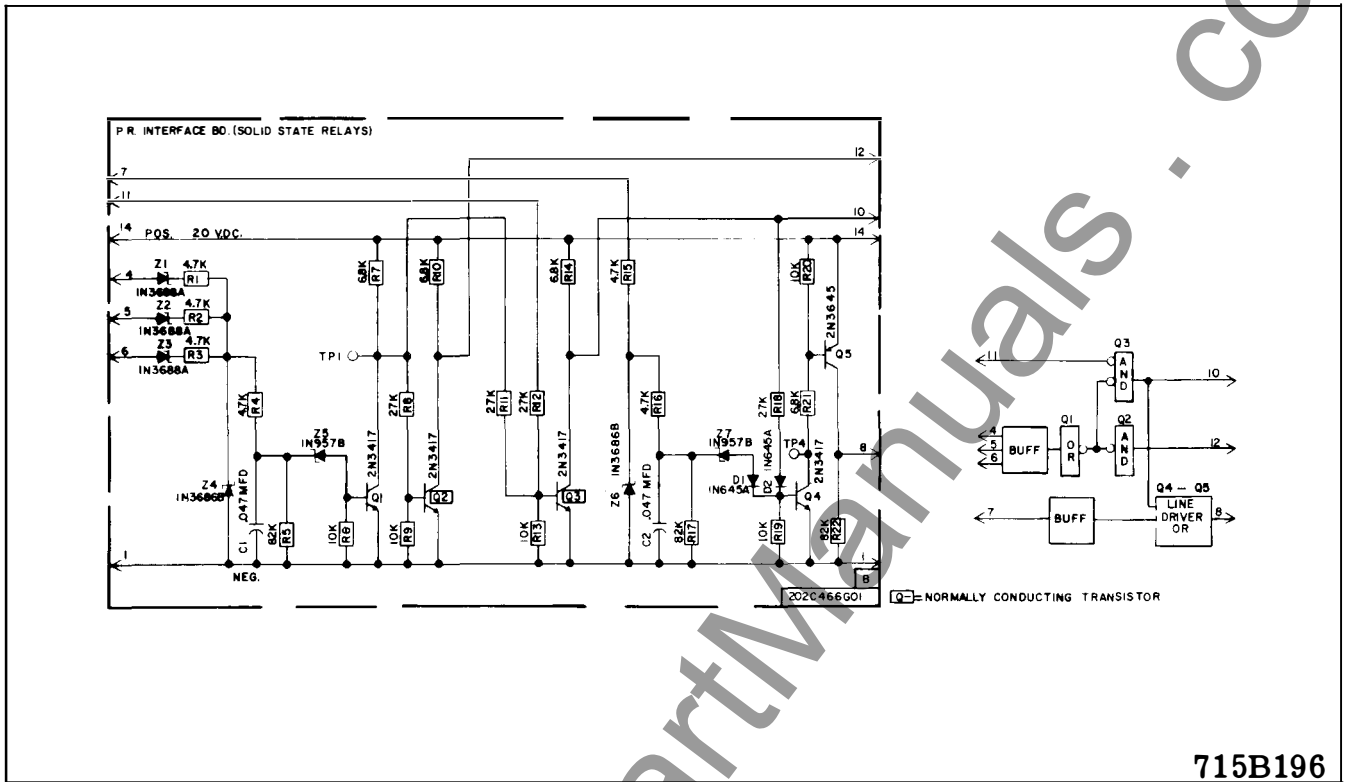 P.R. INTERFACE BD. (SOLID STATE RELAYS)
12
7
11
10
14 POS. 20 V.DC. 14
4 Z1 4.7K R1
IN3688A
5 Z2 4.7K R2
IN3688A
6 Z3 4.7K R3
IN3688A
6.8K R7
6.8K R10
6.8K R14
4.7K R15
10K R20
2N3645
Q5
TP1
4.7K R4
27K R8
27K R11
27K R12
4.7K R16
27K R18
6.8K R21
Z5
IN957B
2N3417
2N3417
2N3417
IN3686B
Z7
IN957B
IN645A
TP4
2N3417
8
Z4
IN3686B
C1 .047 MFD
82K R5
10K R8
Q1
10K R9
Q2
10K R13
Q3
Z6
C2 .047 MFD
82K R17
D1
IN645A
D2
10K R19
Q4
82K R22
1 NEG. 1
B
202C466G01
Q- = NORMALLY CONDUCTING TRANSISTOR
11
Q3
AND
10
4
5
6
BUFF
Q1
OR
Q2
AND
12
7
BUFF
Q4 - Q5
LINE
DRIVER
OR
8
artManuals . co
715B196